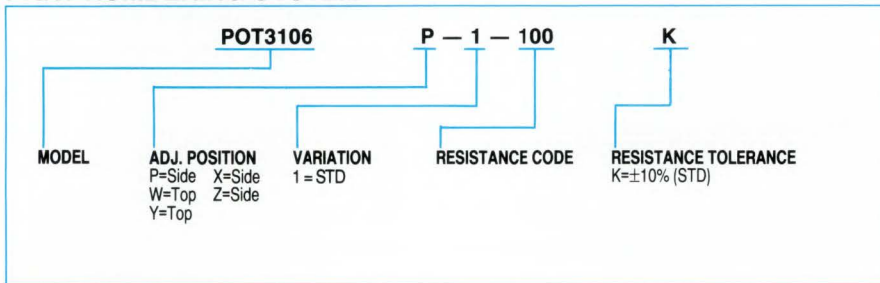 POT3106 P — 1 — 100 K
MODEL
ADJ. POSITION
P=Side X=Side
W=Top Z=Side
Y=Top
VARIATION
1 = STD
RESISTANCE CODE
RESISTANCE TOLERANCE
K=±10% (STD)